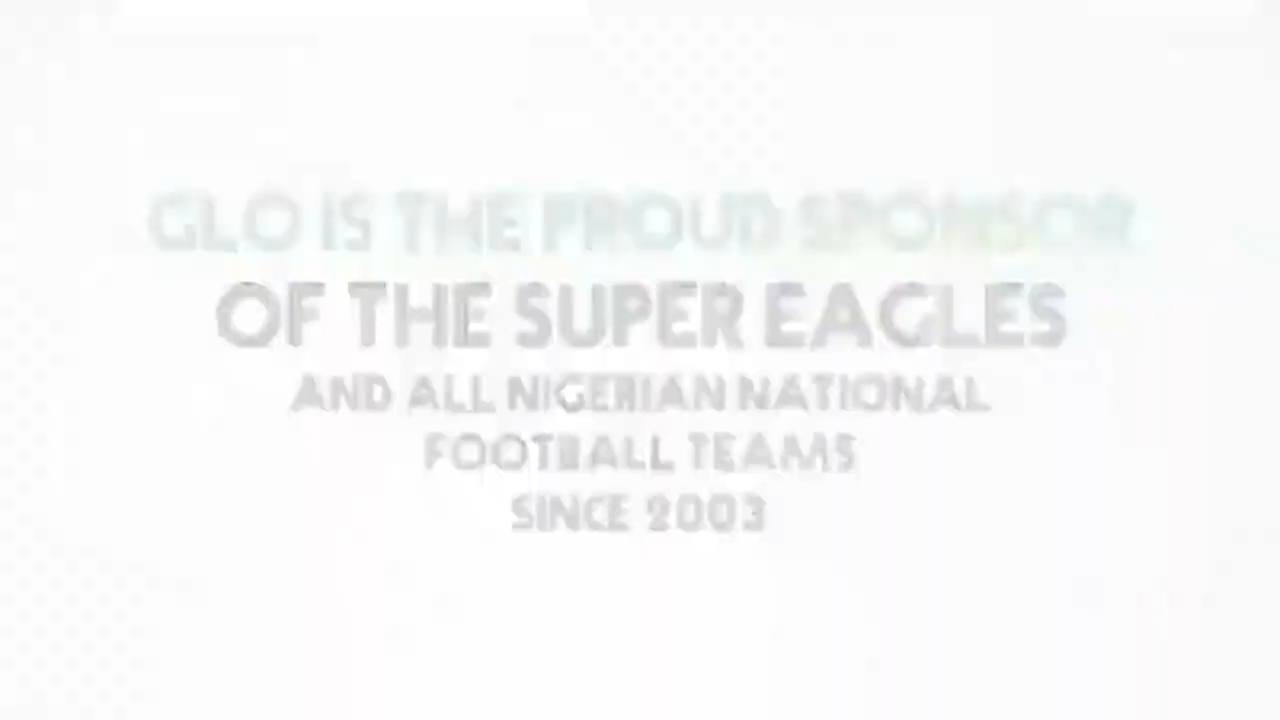 GLO IS THE PROUD SPONSOR
OF THE SUPER EAGLES
AND ALL NIGERIAN NATIONAL
FOOTBALL TEAMS
SINCE 2003